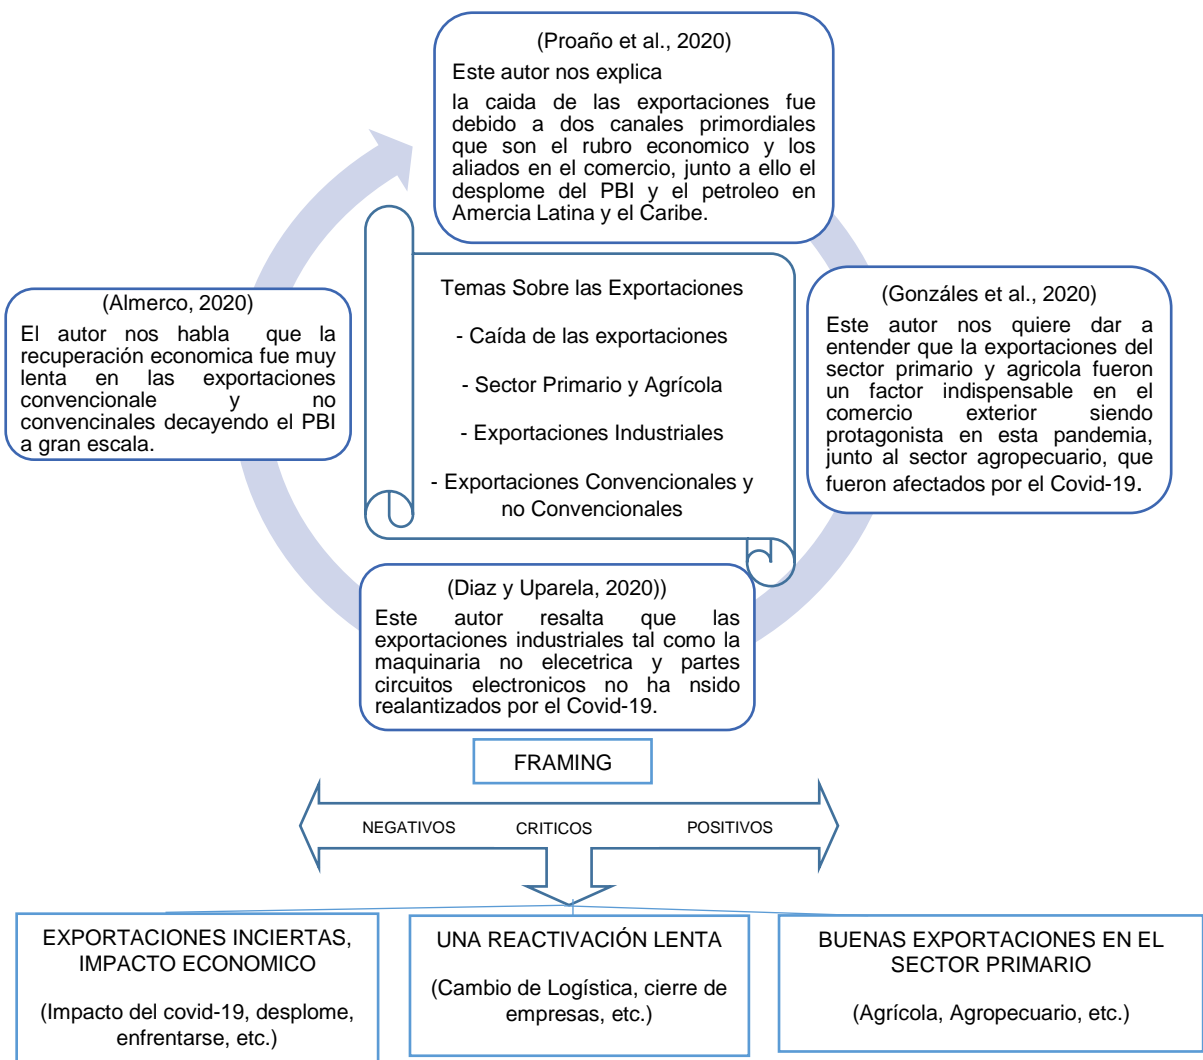 (Proaño et al., 2020)
Este autor nos explica
la caida de las exportaciones fue
debido a dos canales primordiales
que son el rubro economico y los
aliados en el comercio, junto a ello el
desplome del PBI y el petroleo en
Amercia Latina y el Caribe.
(Almerco, 2020)
El autor nos habla que la
recuperación economica fue muy
lenta en las exportaciones
convencionale y no
convencinales decayendo el PBI
a gran escala.
Temas Sobre las Exportaciones
- Caída de las exportaciones
- Sector Primario y Agrícola
- Exportaciones Industriales
- Exportaciones Convencionales y
no Convencionales
(Gonzáles et al., 2020)
Este autor nos quiere dar a
entender que la exportaciones del
sector primario y agricola fueron
un factor indispensable en el
comercio exterior siendo
protagonista en esta pandemia,
junto al sector agropecuario, que
fueron afectados por el Covid-19.
(Diaz y Uparela, 2020))
Este autor resalta que las
exportaciones industriales tal como la
maquinaria no elecetrica y partes
circuitos electronicos no ha nsido
realantizados por el Covid-19.
FRAMING
NEGATIVOS CRITICOS POSITIVOS
EXPORTACIONES INCIERTAS,
IMPACTO ECONOMICO
(Impacto del covid-19, desplome,
enfrentarse, etc.)
UNA REACTIVACIÓN LENTA
(Cambio de Logística, cierre de
empresas, etc.)
BUENAS EXPORTACIONES EN EL
SECTOR PRIMARIO
(Agrícola, Agropecuario, etc.)